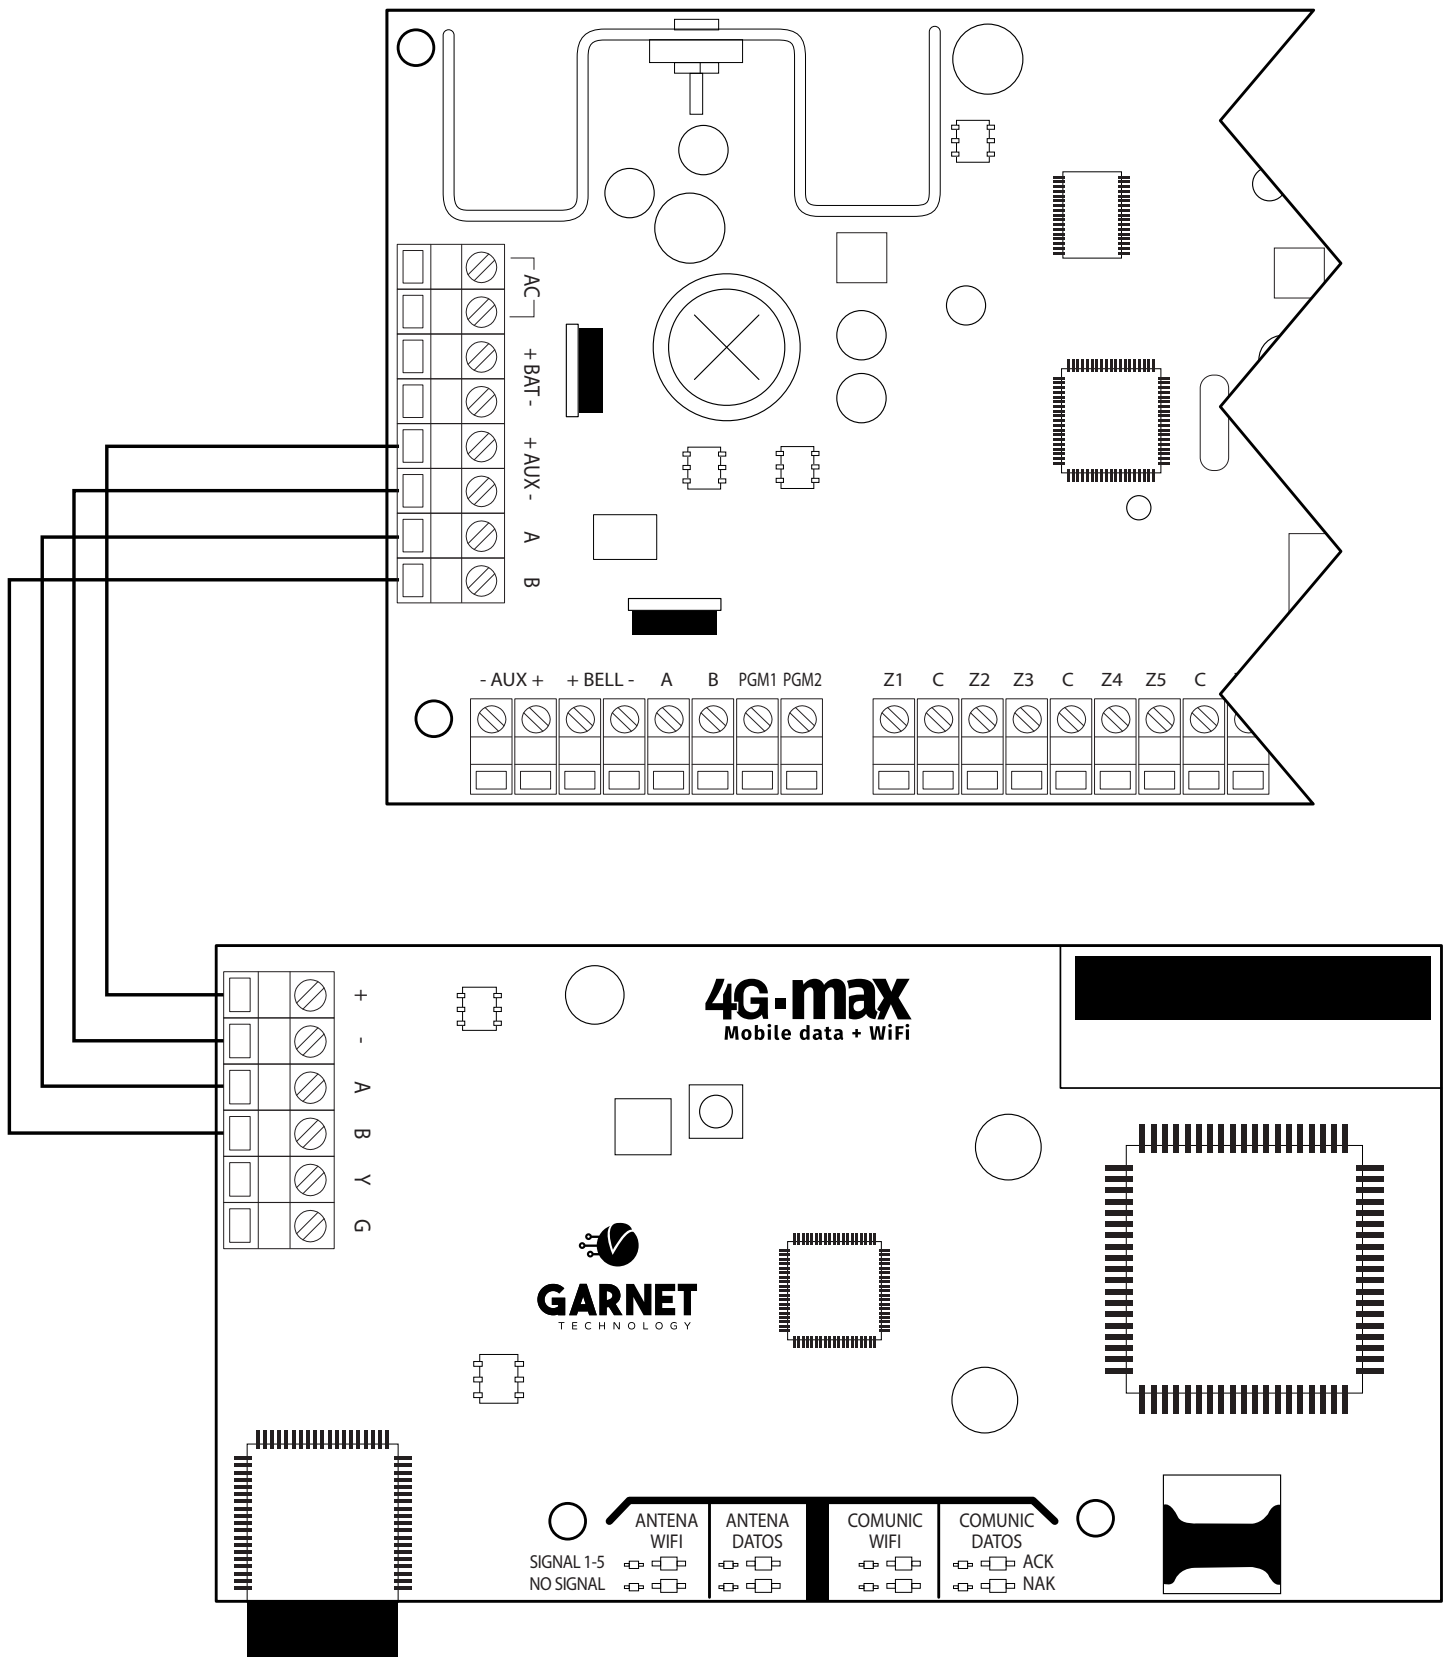 AC
+ BAT -
+ AUX -
A
B
- AUX + + BELL - A B PGM1 PGM2 Z1 C Z2 Z3 C Z4 Z5 C
4G·max
Mobile data + WiFi
+
-
A
B
Y
G
GARNET
TECHNOLOGY
ANTENA WIFI
ANTENA DATOS
COMUNIC WIFI
COMUNIC DATOS
SIGNAL 1-5
ACK
NO SIGNAL
NAK